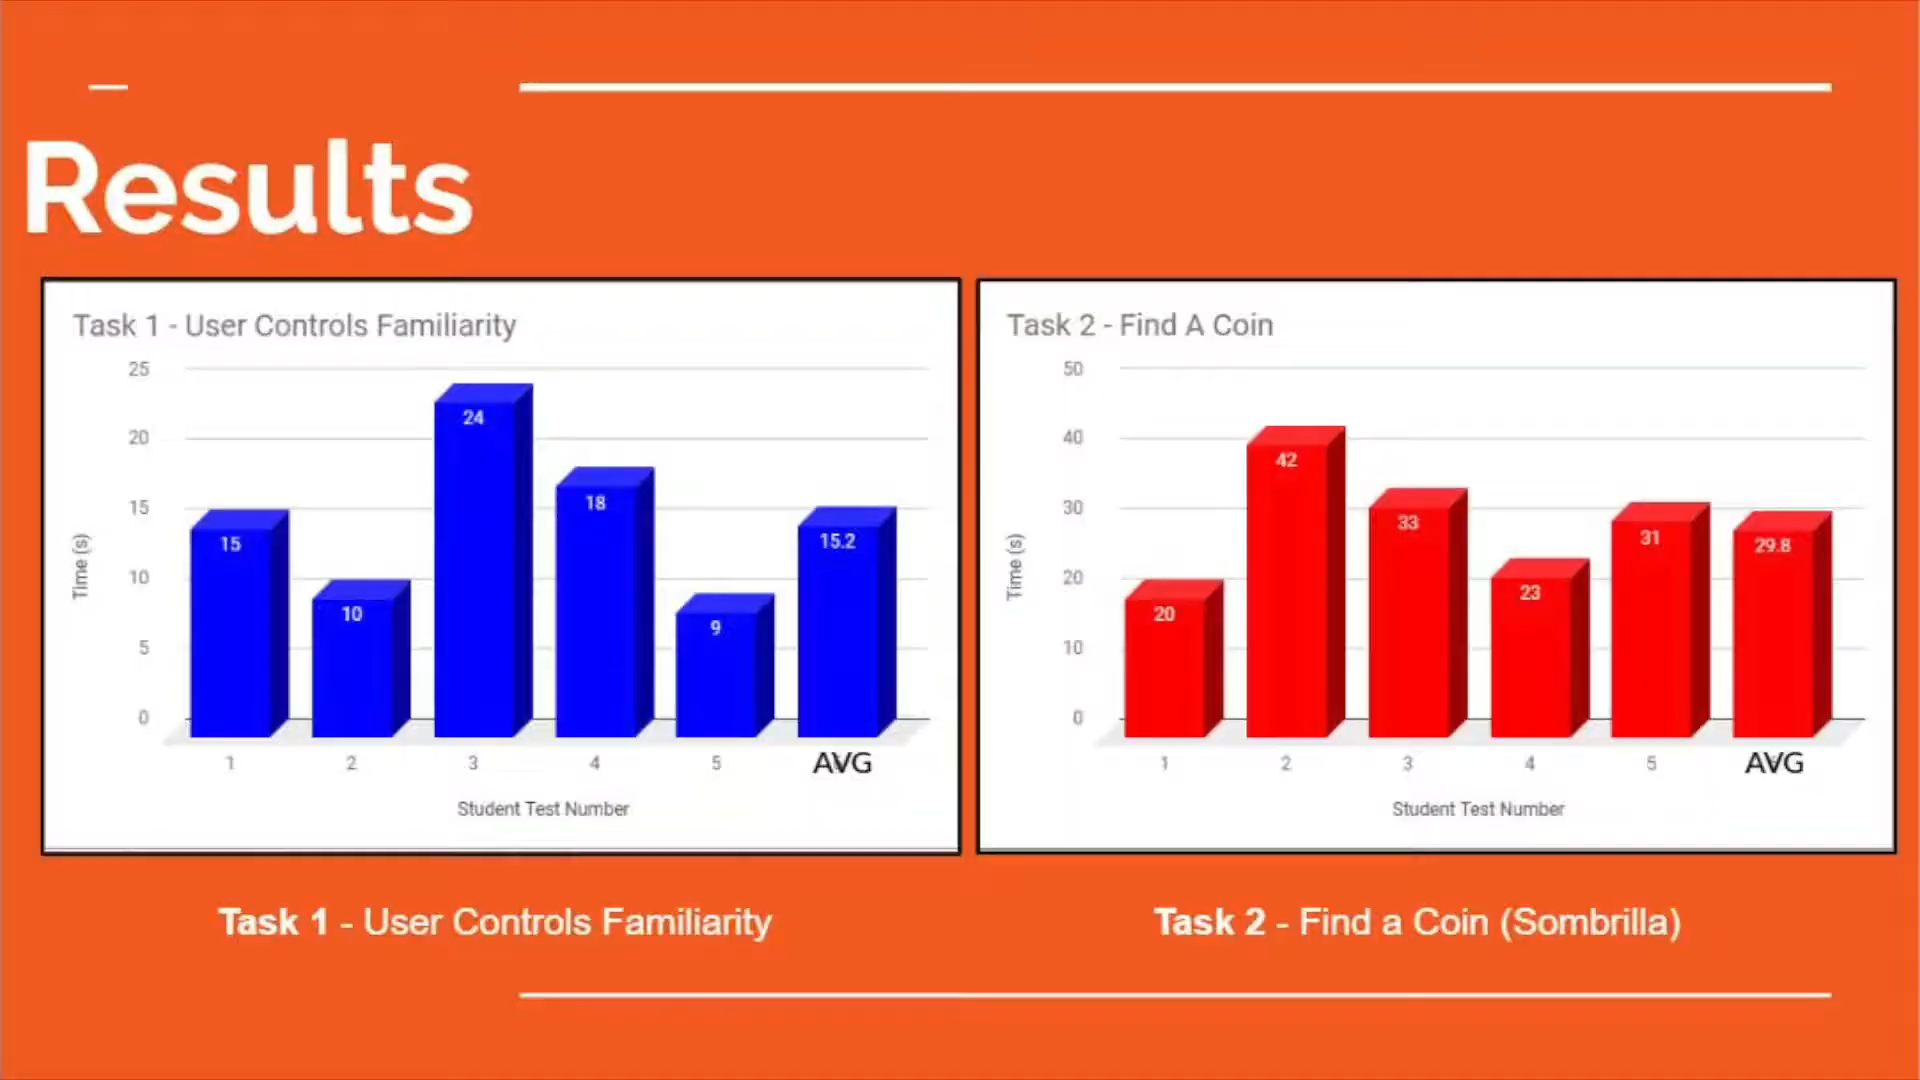 Results
Task 1 - User Controls Familiarity
25
20
15
10
5
0
Time (s)
15
10
24
18
9
15.2
1 2 3 4 5 AVG
Student Test Number
Task 2 - Find A Coin
50
40
30
20
10
0
Time (s)
20
42
33
23
31
29.8
1 2 3 4 5 AVG
Student Test Number
Task 1 - User Controls Familiarity
Task 2 - Find a Coin (Sombrilla)